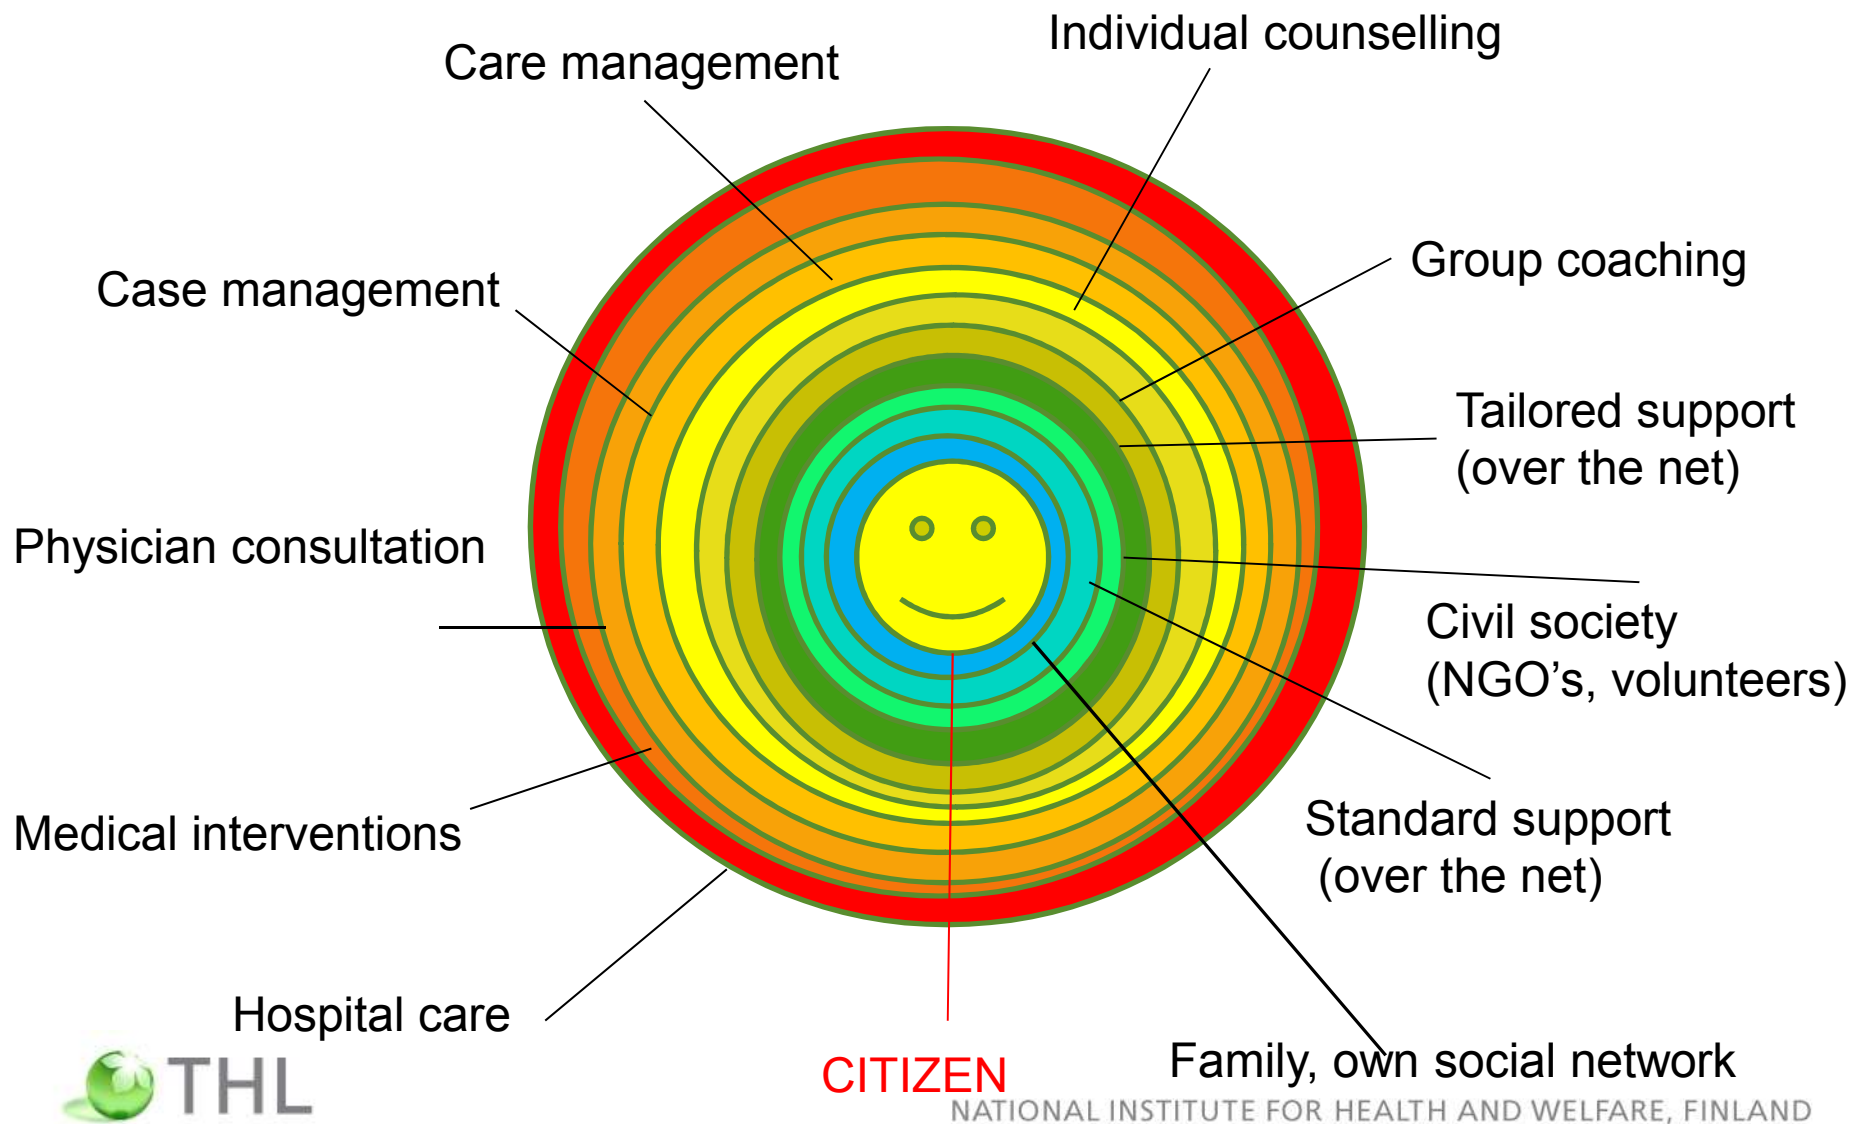 Individual counselling
Care management
Group coaching
Case management
Tailored support
(over the net)
Physician consultation
Civil society
(NGO’s, volunteers)
Medical interventions
Standard support
(over the net)
Hospital care
Family, own social network
CITIZEN
THL
NATIONAL INSTITUTE FOR HEALTH AND WELFARE, FINLAND